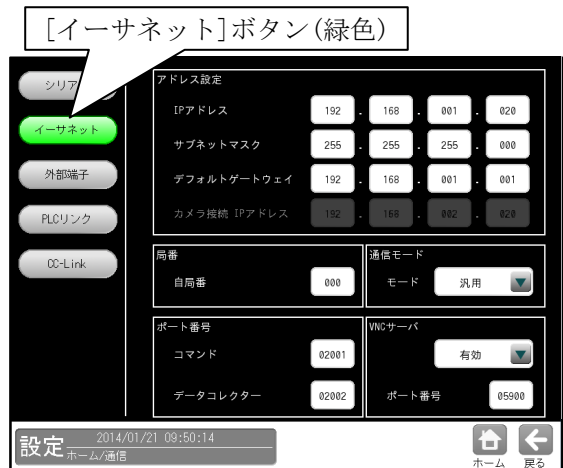 [イーサネット]ボタン(緑色)
シリア
イーサネット
外部端子
PLCリンク
CC-Link
アドレス設定
IPアドレス 192 . 168 . 001 . 020
サブネットマスク 255 . 255 . 255 . 000
デフォルトゲートウェイ 192 . 168 . 001 . 001
カメラ接続 IPアドレス 192 . 168 . 002 . 020
局番
自局番 000
通信モード
モード 汎用
ポート番号
コマンド 02001
データコレクター 02002
VNCサーバ
有効
ポート番号 05900
設定 2014/01/21 09:50:14
ホーム/通信
ホーム 戻る